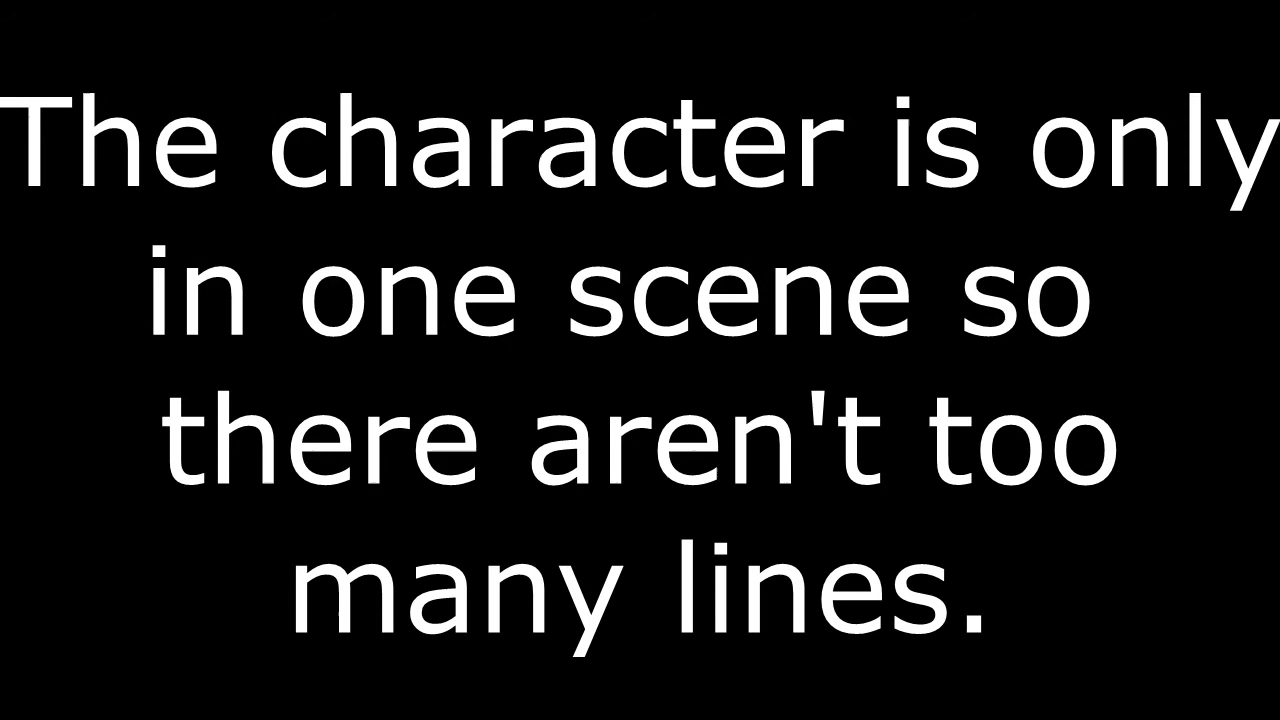 The character is only
in one scene so
there aren't too
many lines.